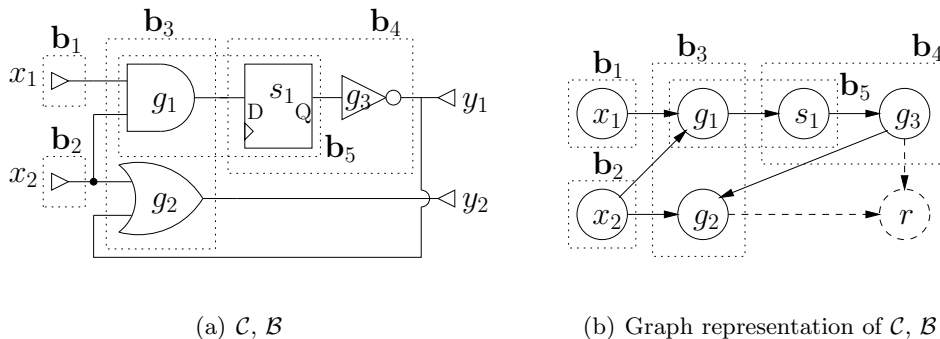 b₃
b₄
b₁
x₁
g₁
s₁
g₃
y₁
D
Q
b₂
b₅
x₂
g₂
y₂
(a) 𝒞, ℬ
b₃
b₄
b₁
b₅
x₁
g₁
s₁
g₃
b₂
x₂
g₂
r
(b) Graph representation of 𝒞, ℬ